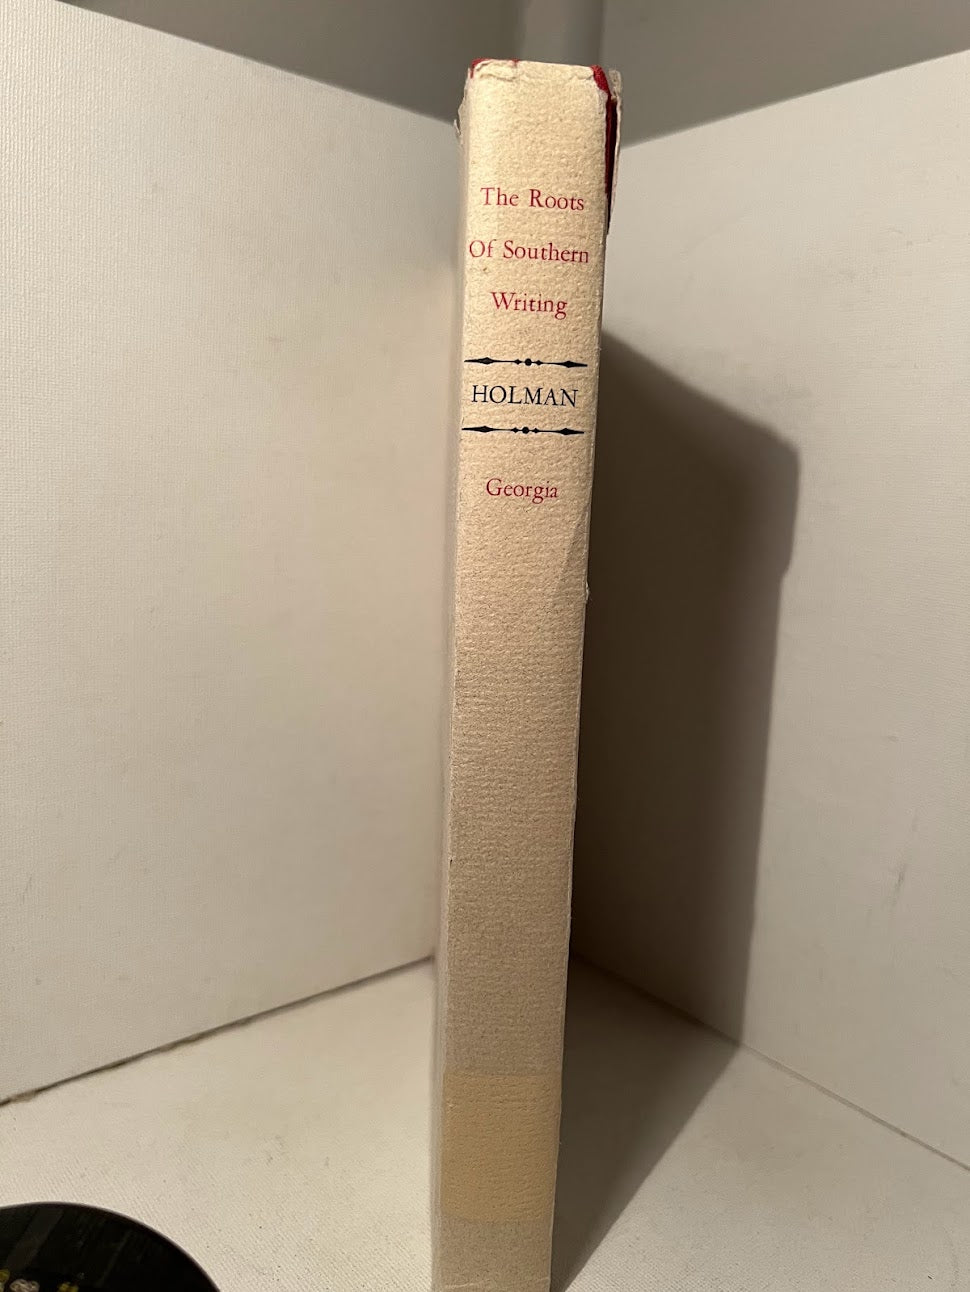 The Roots
Of Southern
Writing
HOLMAN
Georgia